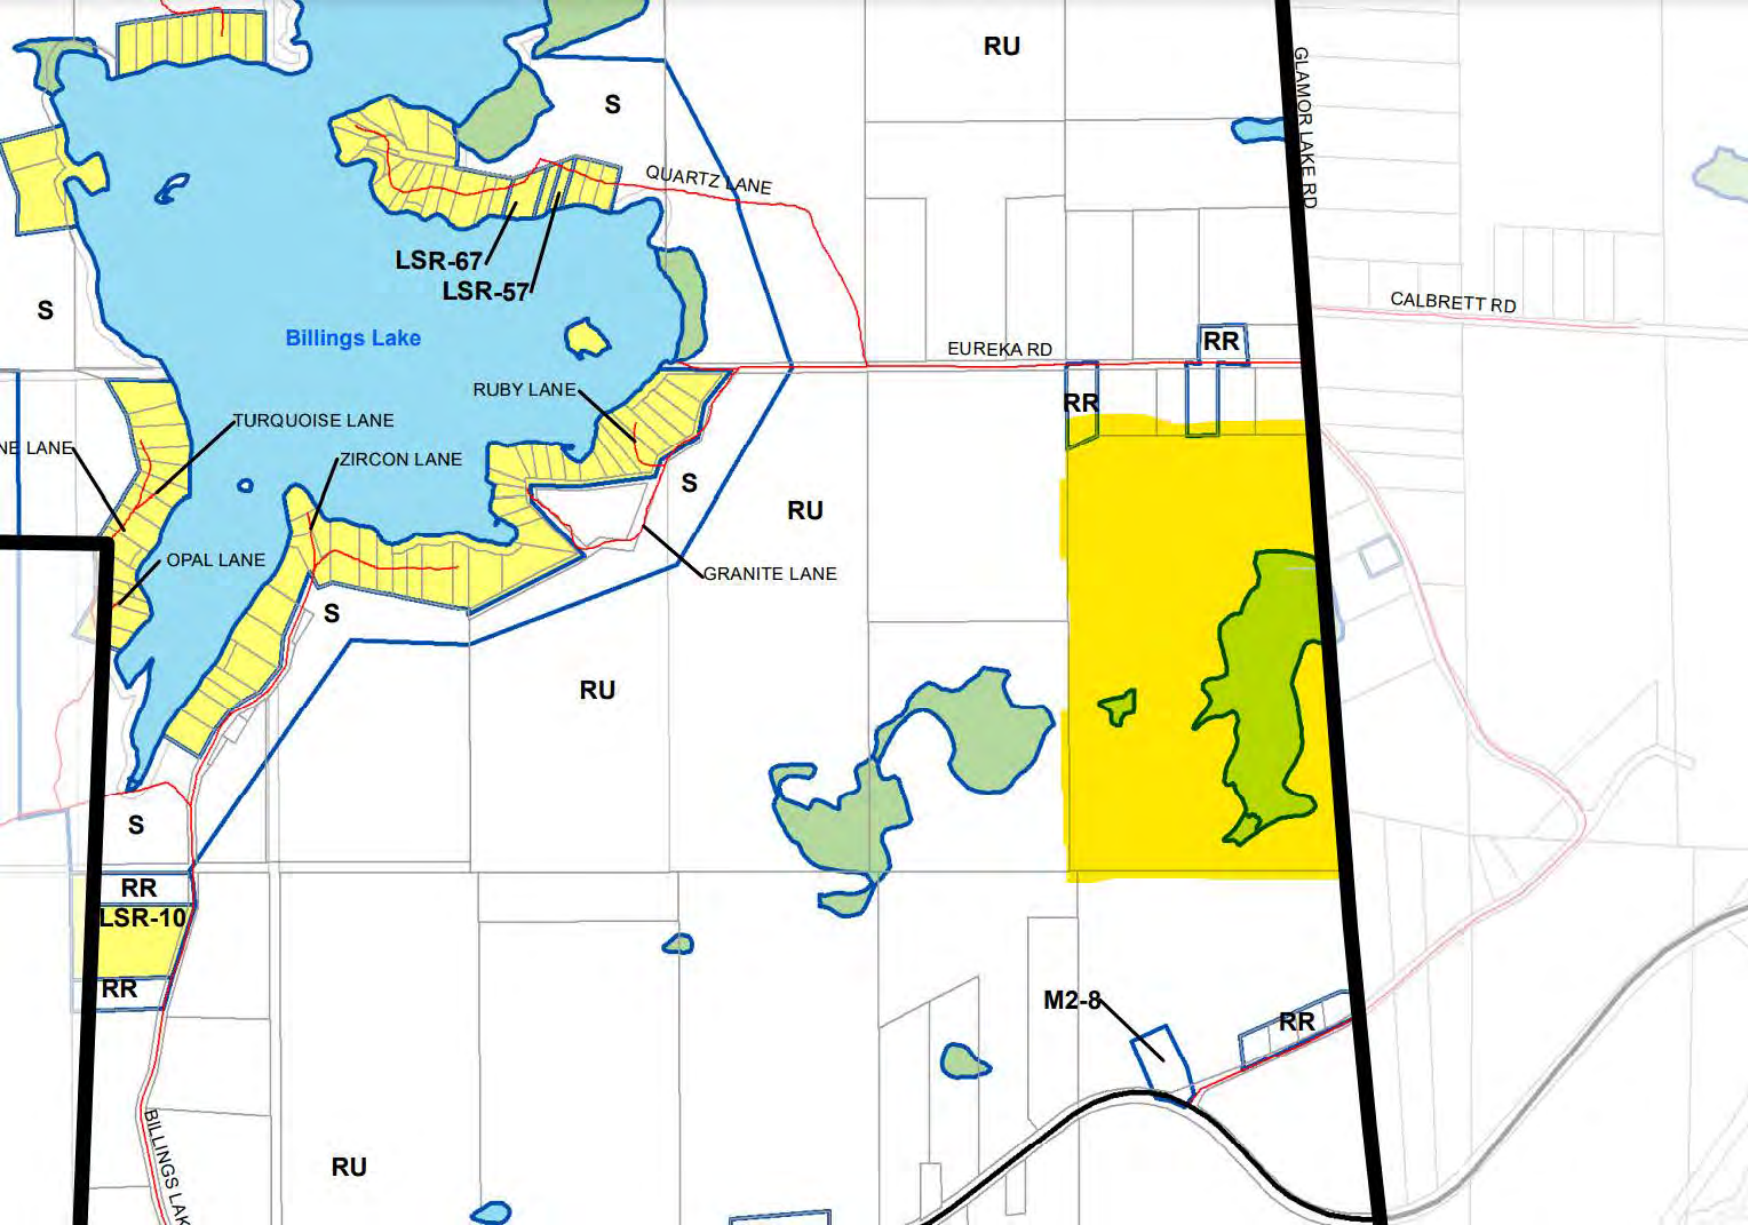 RU
GLAMOR LAKE RD
S
QUARTZ LANE
LSR-67
LSR-57
S
CALBRETT RD
Billings Lake
EUREKA RD
RR
RUBY LANE
RR
TURQUOISE LANE
NE LANE
ZIRCON LANE
S
RU
OPAL LANE
GRANITE LANE
S
RU
S
RR
LSR-10
RR
M2-8
RR
BILLINGS LAK
RU